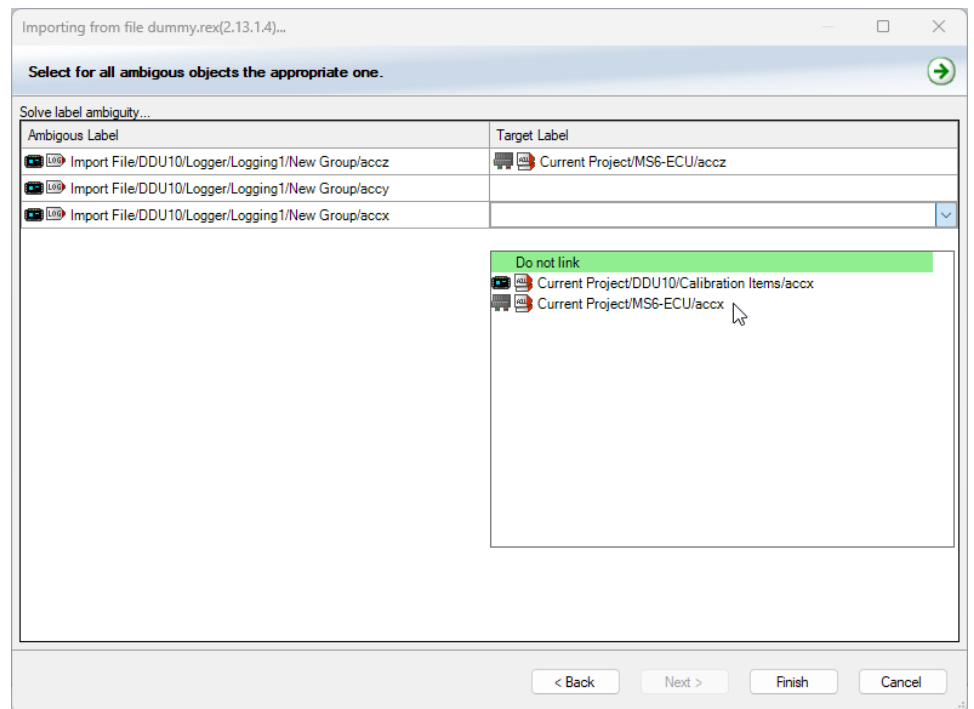 Importing from file dummy.rex(2.13.1.4)...
Select for all ambigous objects the appropriate one.
Solve label ambiguity...
Ambigous Label Target Label
LOG Import File/DDU10/Logger/Logging1/New Group/accz Current Project/MS6-ECU/accz
LOG Import File/DDU10/Logger/Logging1/New Group/accy
LOG Import File/DDU10/Logger/Logging1/New Group/accx
Do not link
Current Project/DDU10/Calibration Items/accx
Current Project/MS6-ECU/accx
< Back Next > Finish Cancel